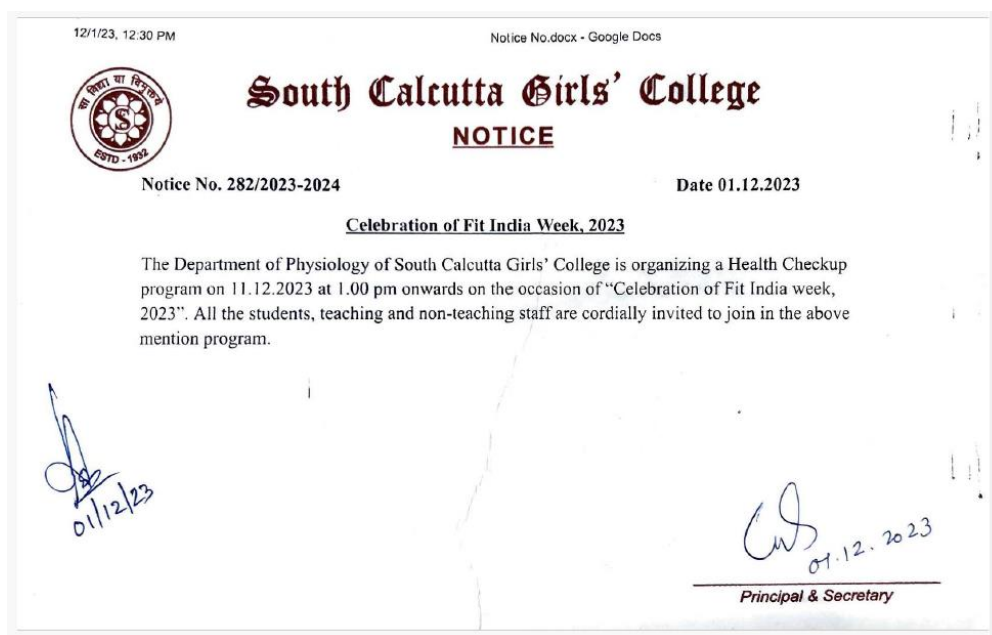 12/1/23, 12:30 PM Notice No.docx - Google Docs
सा विद्या या विमुक्तये
S
ESTD - 1932
South Calcutta Girls' College
NOTICE
Notice No. 282/2023-2024 Date 01.12.2023
Celebration of Fit India Week, 2023
The Department of Physiology of South Calcutta Girls' College is organizing a Health Checkup
program on 11.12.2023 at 1.00 pm onwards on the occasion of “Celebration of Fit India week,
2023”. All the students, teaching and non-teaching staff are cordially invited to join in the above
mention program.
01/12/23
01.12.2023
Principal & Secretary